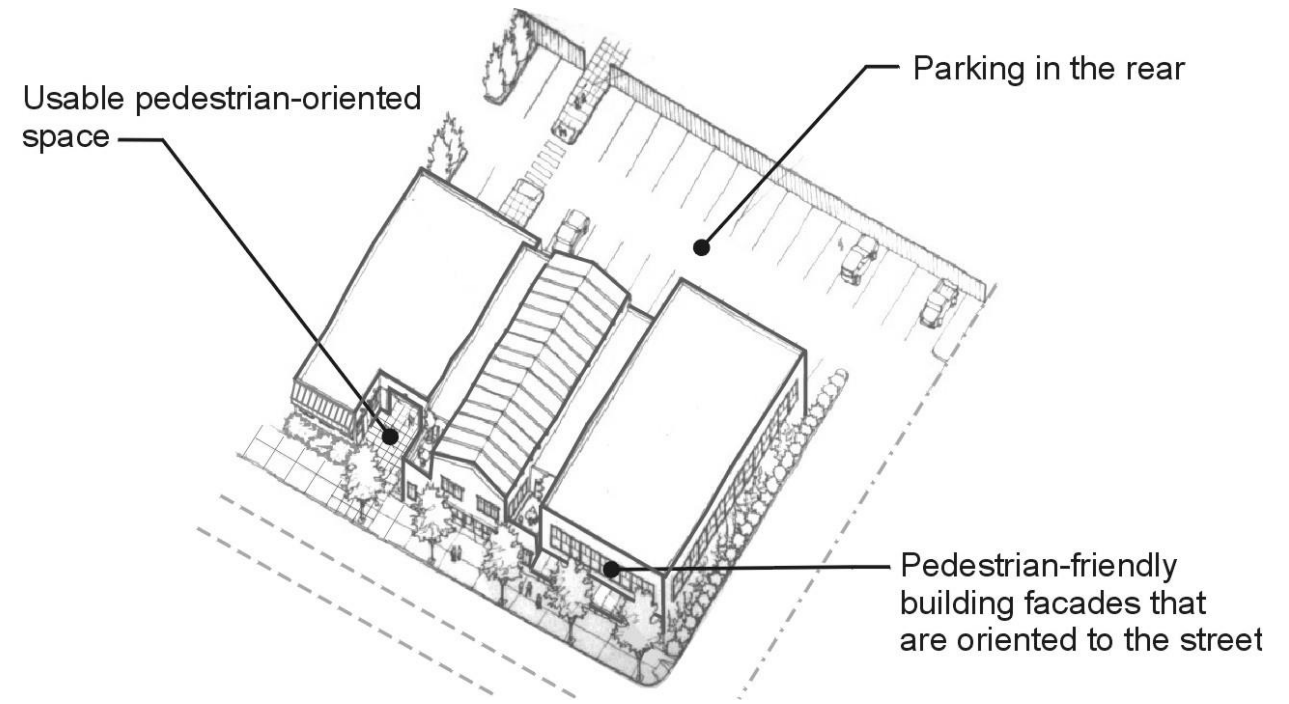 Parking in the rear
Usable pedestrian-oriented
space
Pedestrian-friendly
building facades that
are oriented to the street